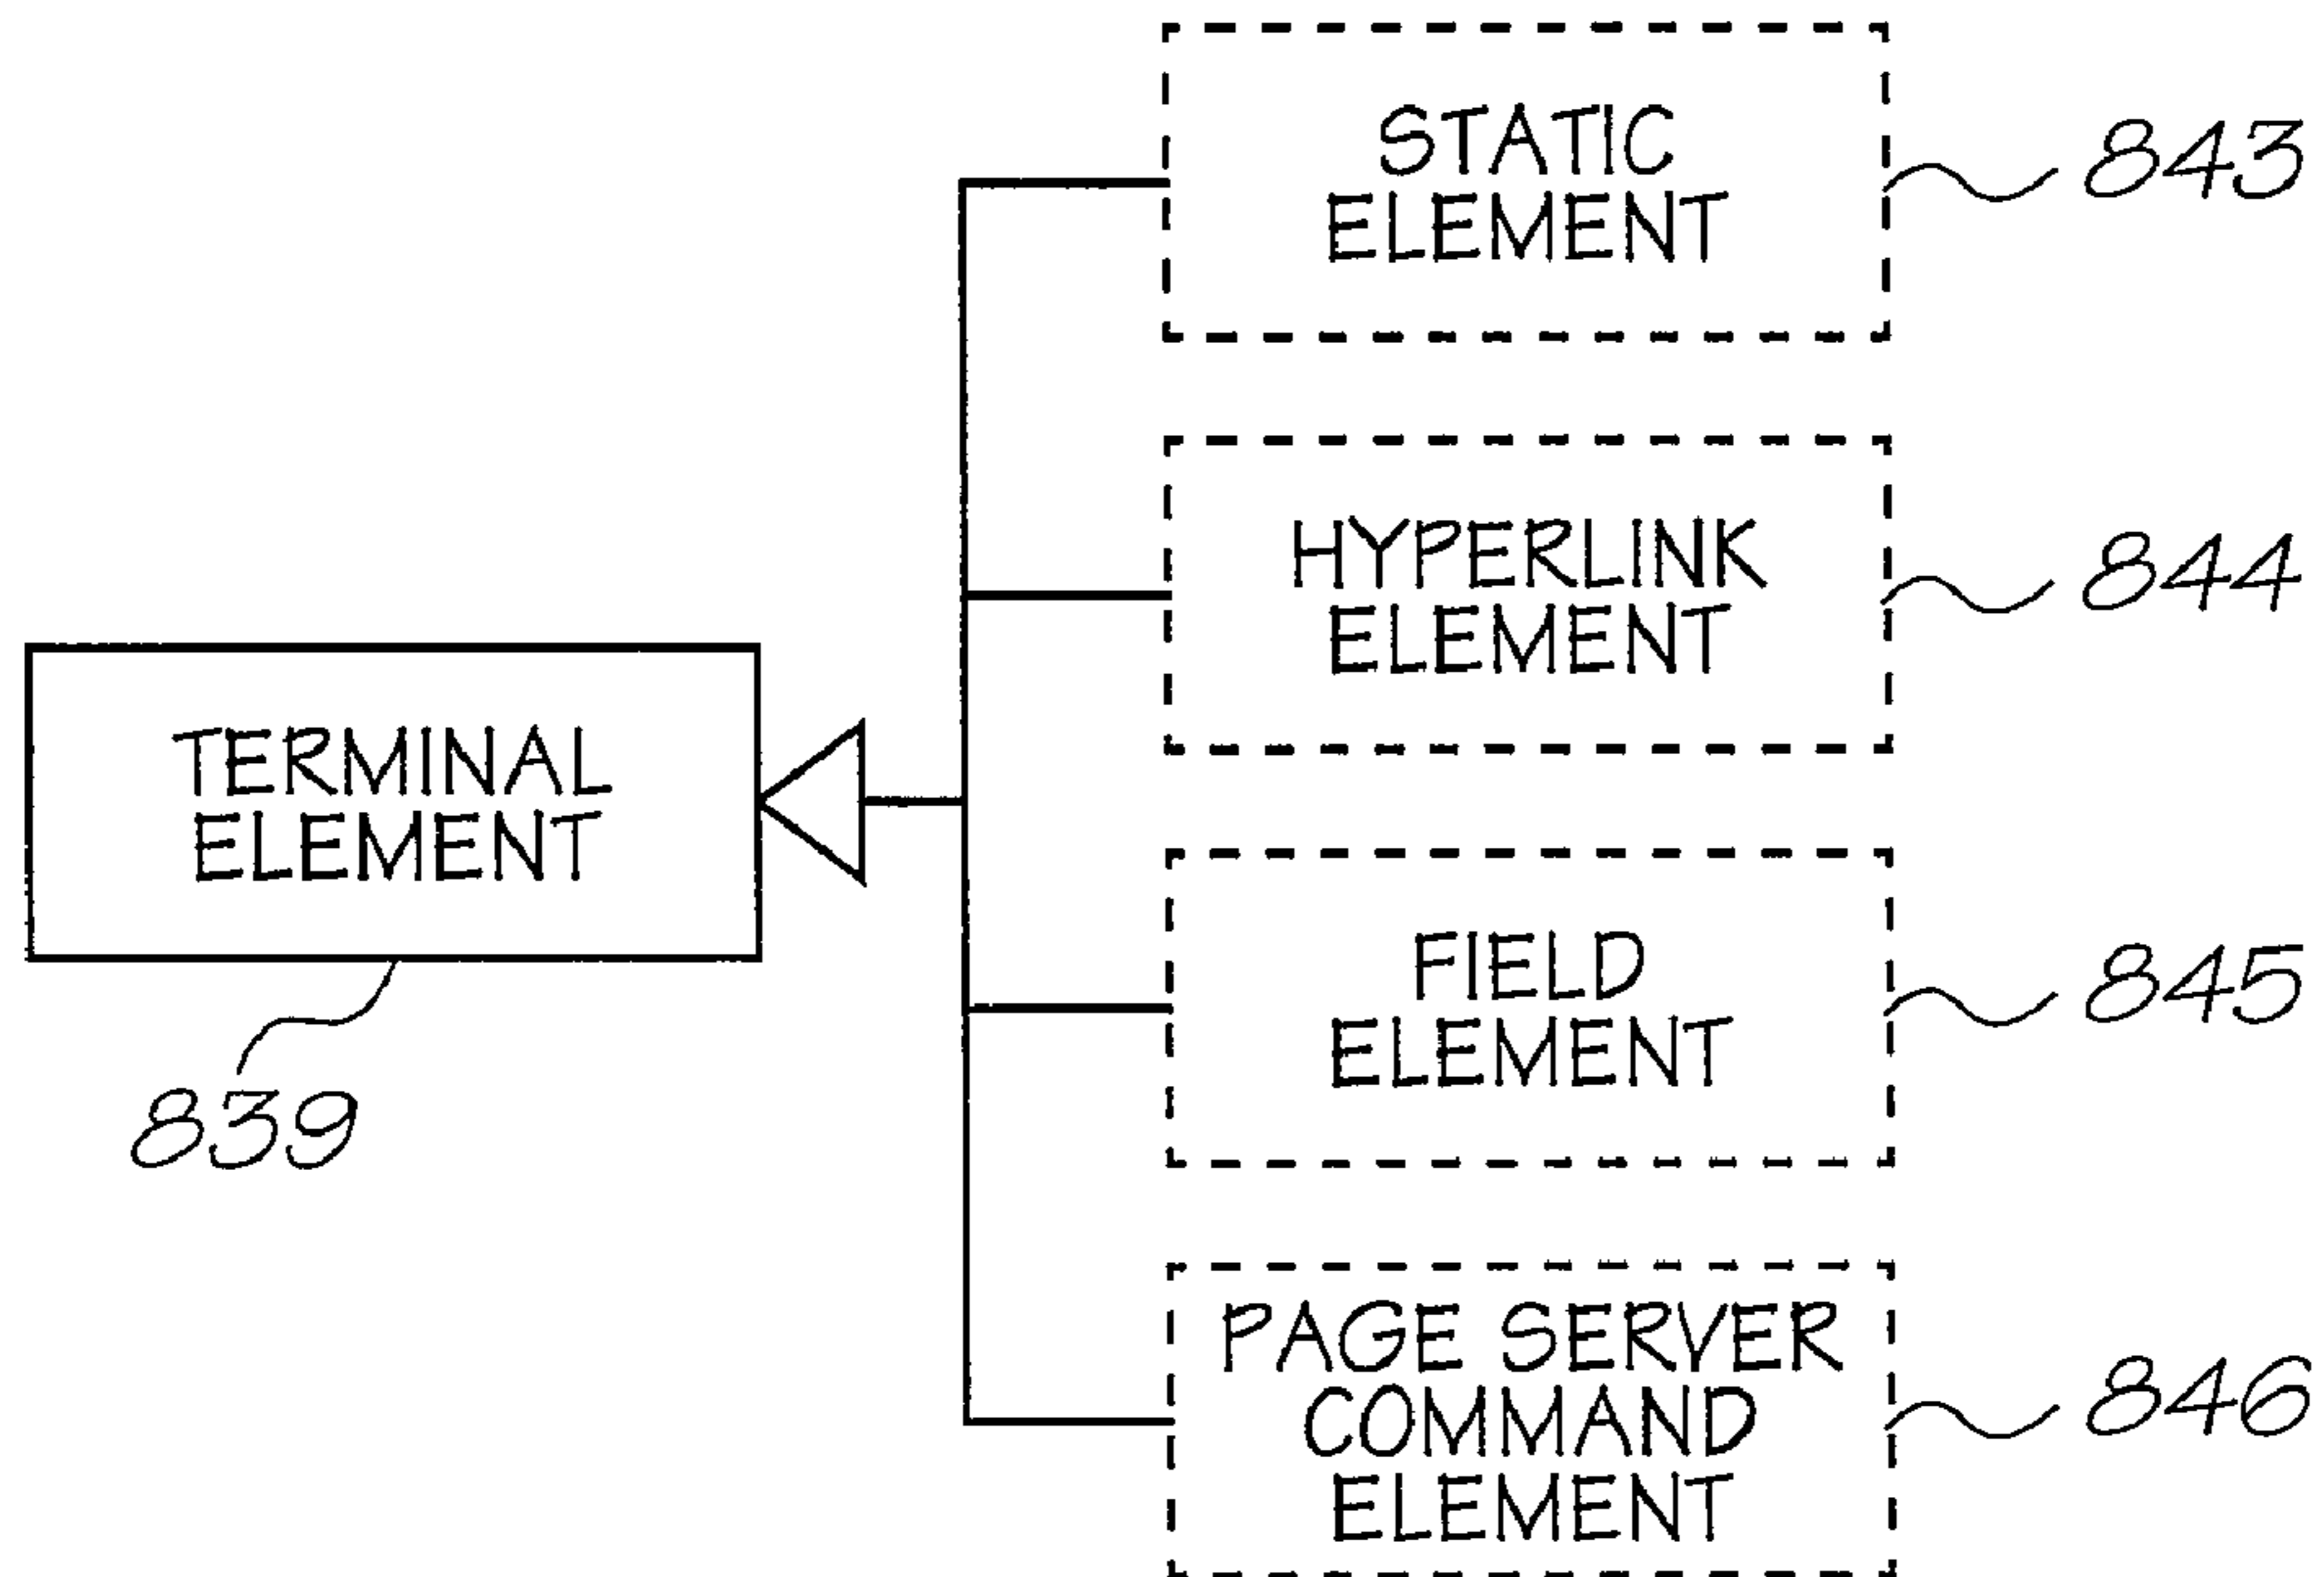 STATIC
ELEMENT
843
HYPERLINK
ELEMENT
844
TERMINAL
ELEMENT
839
FIELD
ELEMENT
845
PAGE SERVER
COMMAND
ELEMENT
846